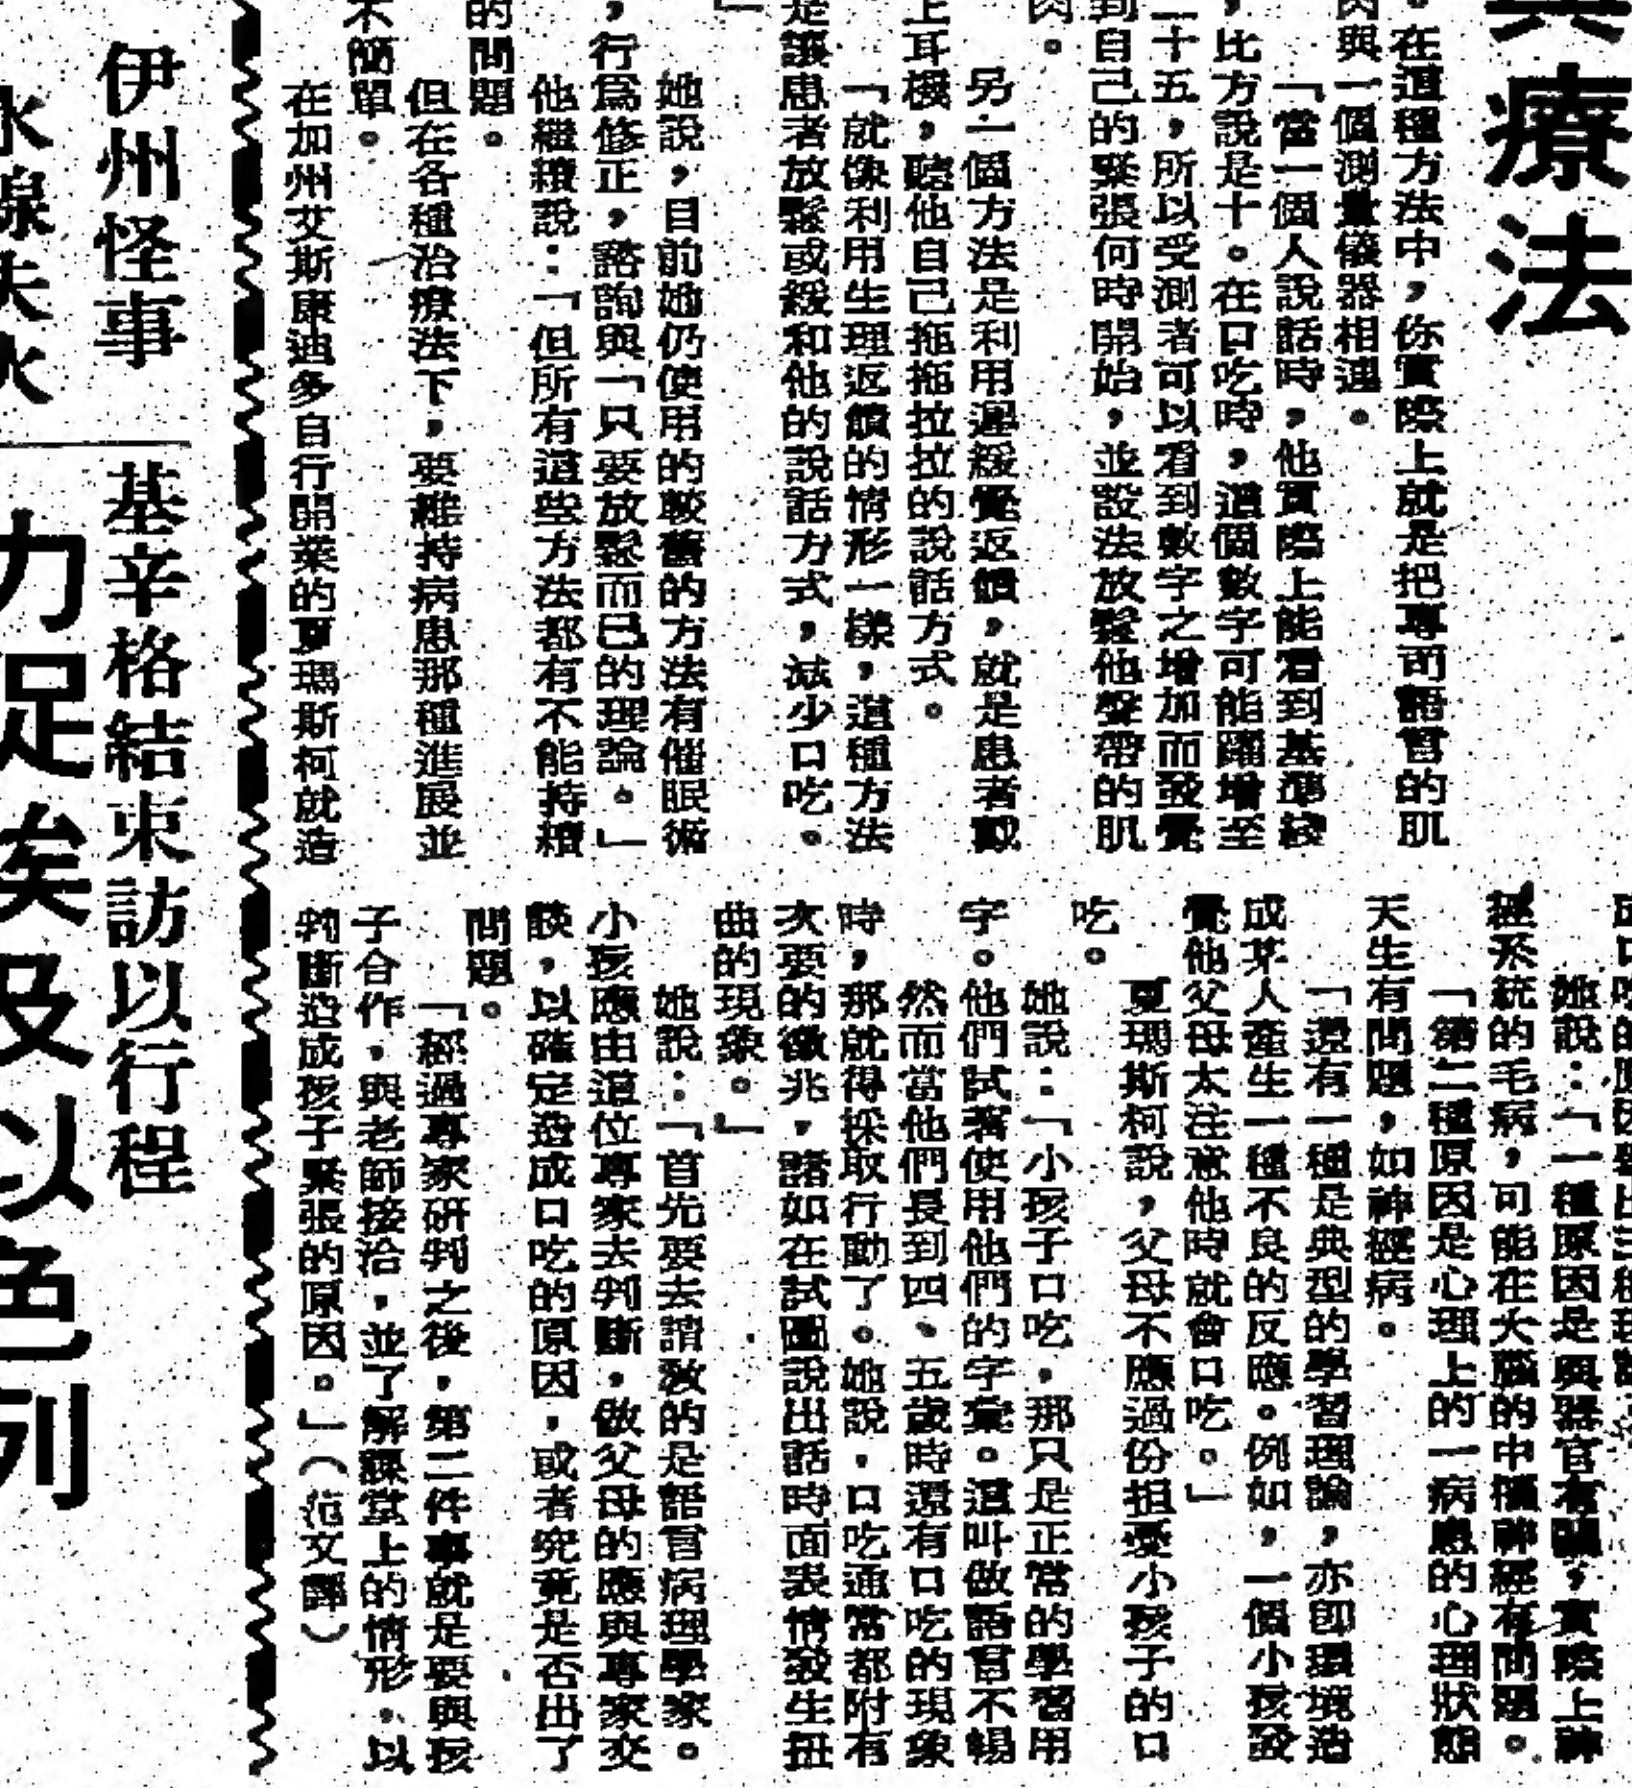 療法
。在這種方法中，你實際上就是把專司語言的肌
肉與一個測量儀器相連。
「當一個人說話時，他實際上能看到基準綫
，比方說是十。在口吃時，這個數字可能躍增至
二十五，所以受測者可以看到數字之增加而發覺
到自己的緊張何時開始，並設法放鬆他聲帶的肌
肉。
另一個方法是利用遲緩覺返饋，就是患者戴
上耳機，聽他自己拖拖拉拉的說話方式。
「就像利用生理返饋的情形一樣，這種方法
是讓患者放鬆或緩和他的說話方式，減少口吃。
」
她說，目前她仍使用的較舊的方法有催眠術
，行為修正，諮詢與「只要放鬆而已的理論。」
他繼續說：「但所有這些方法都有不能持續
的問題。
但在各種治療法下，要維持病患那種進展並
不簡單。
在加州艾斯康迪多自行開業的夏瑪斯柯就造
她說：「一種原因是與器官有關，實際上神
經系統的毛病，可能在大腦的中樞神經有問題。
「第二種原因是心理上的一病患的心理狀態
天生有問題，如神經病。
「還有一種是典型的學習理論，亦卽環境造
成某人產生一種不良的反應。例如，一個小孩發
覺他父母太注意他時就會口吃。」
夏瑪斯柯說，父母不應過份担憂小孩子的口
吃。
她說：「小孩子口吃，那只是正常的學習用
字。他們試著使用他們的字彙。這叫做語言不暢
然而當他們長到四、五歲時還有口吃的現象
時，那就得採取行動了。她說，口吃通常都附有
次要的徵兆，諸如在試圖說出話時面表情發生扭
曲的現象。」
她說：「首先要去請敎的是語言病理學家。
小孩應由這位專家去判斷，做父母的應與專家交
談，以確定造成口吃的原因，或者究竟是否出了
問題。
「經過專家硏判之後，第二件事就是要與孩
子合作，與老師接洽，並了解課堂上的情形，以
判斷造成孩子緊張的原因。」（范文譯）
伊州怪事
基辛格結束訪以行程
力促埃及以色列